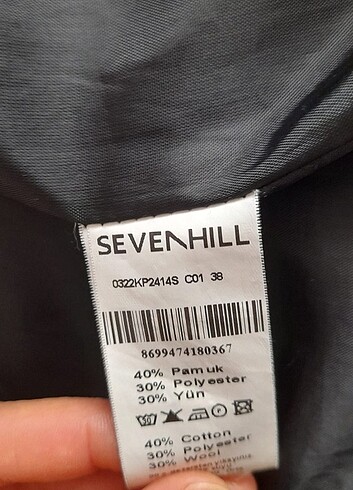 SEVENHILL
0322KP2414S C01 38
8699474180367
40% Pamuk
30% Polyester
30% Yün
40% Cotton
30% Polyester
30% Wool